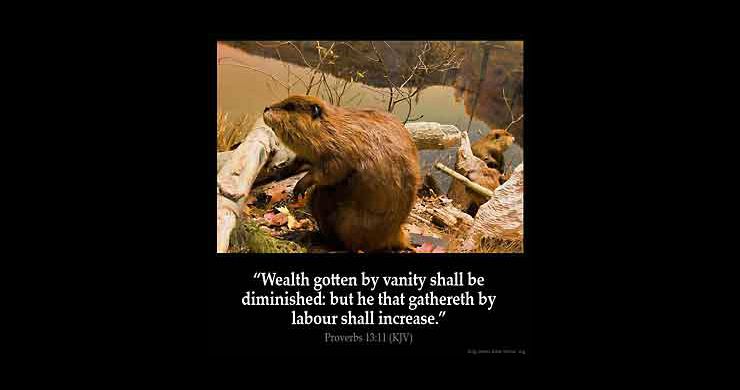 “Wealth gotten by vanity shall be
diminished: but he that gathereth by
labour shall increase.”
Proverbs 13:11 (KJV)